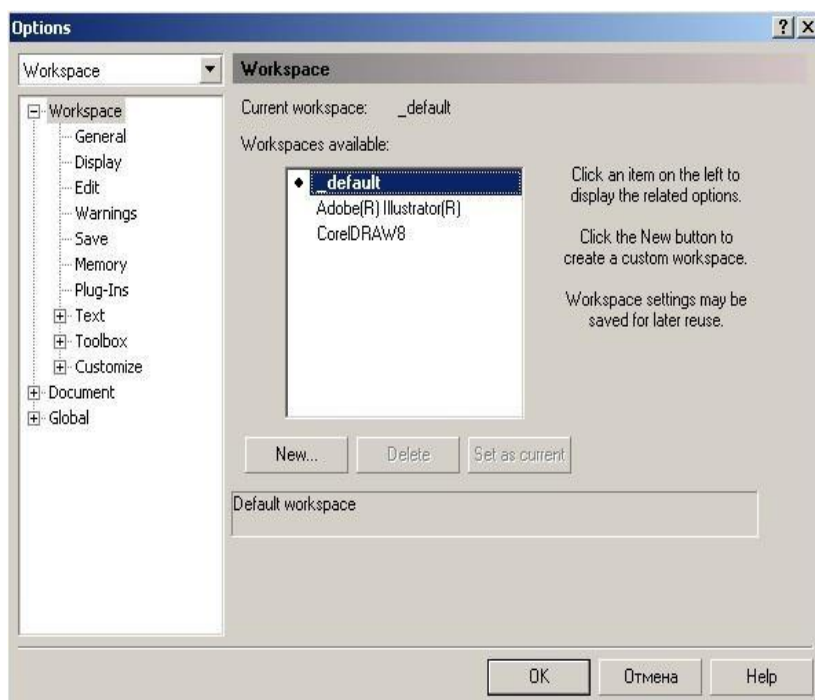 Options
Workspace
Workspace
General
Display
Edit
Warnings
Save
Memory
Plug-Ins
Text
Toolbox
Customize
Document
Global
Workspace
Current workspace: _default
Workspaces available:
_default
Adobe(R) Illustrator(R)
CorelDRAW8
Click an item on the left to
display the related options.
Click the New button to
create a custom workspace.
Workspace settings may be
saved for later reuse.
New...
Delete
Set as current
Default workspace
OK
Отмена
Help